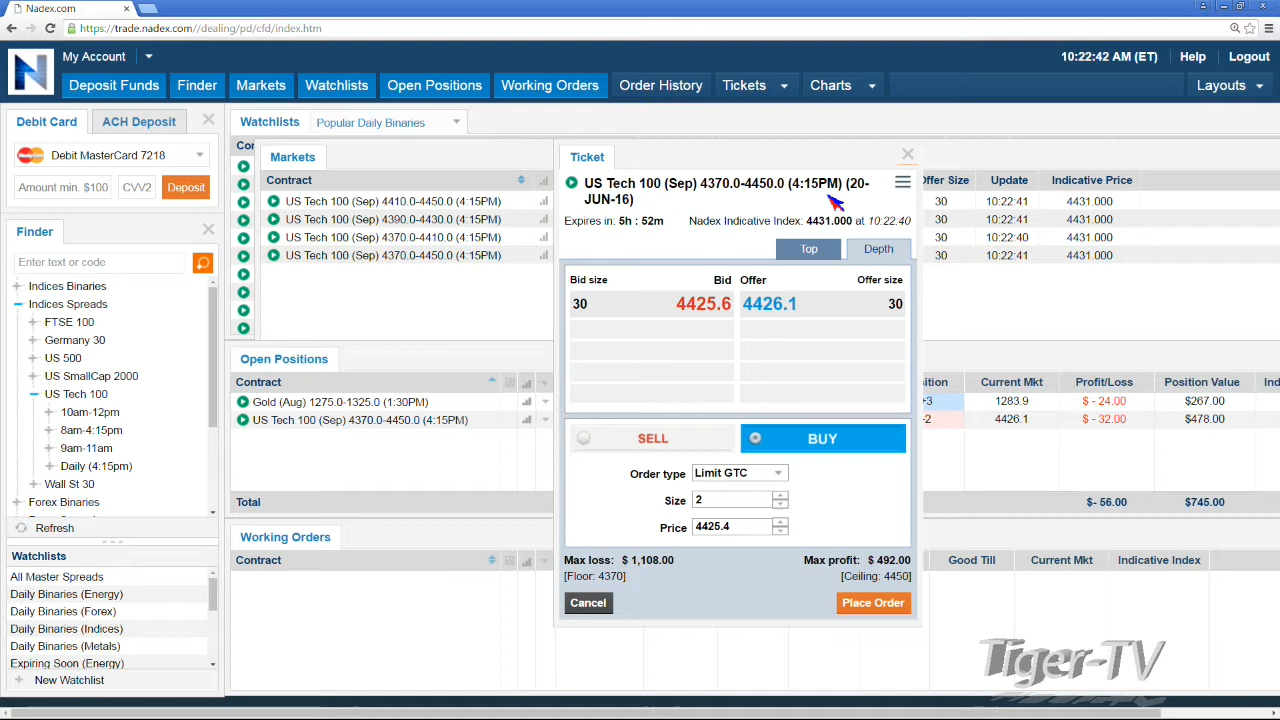 Nadex.com
https://trade.nadex.com//dealing/pd/cfd/index.htm
My Account
10:22:42 AM (ET)
Help
Logout
Deposit Funds
Finder
Markets
Watchlists
Open Positions
Working Orders
Order History
Tickets
Charts
Layouts
Debit Card
ACH Deposit
Debit MasterCard 7218
Amount min. $100
CVV2
Deposit
Finder
Enter text or code
Indices Binaries
Indices Spreads
FTSE 100
Germany 30
US 500
US SmallCap 2000
US Tech 100
10am-12pm
8am-4:15pm
9am-11am
Daily (4:15pm)
Wall St 30
Forex Binaries
Refresh
Watchlists
All Master Spreads
Daily Binaries (Energy)
Daily Binaries (Forex)
Daily Binaries (Indices)
Daily Binaries (Metals)
Expiring Soon (Energy)
New Watchlist
Watchlists
Popular Daily Binaries
Cor
Markets
Contract
US Tech 100 (Sep) 4410.0-4450.0 (4:15PM)
US Tech 100 (Sep) 4390.0-4430.0 (4:15PM)
US Tech 100 (Sep) 4370.0-4410.0 (4:15PM)
US Tech 100 (Sep) 4370.0-4450.0 (4:15PM)
Offer Size Update Indicative Price
30 10:22:41 4431.000
30 10:22:41 4431.000
30 10:22:40 4431.000
30 10:22:41 4431.000
Ticket
US Tech 100 (Sep) 4370.0-4450.0 (4:15PM) (20-
JUN-16)
Expires in: 5h : 52m
Nadex Indicative Index: 4431.000 at 10:22:40
Top
Depth
Bid size Bid Offer Offer size
30 4425.6 4426.1 30
SELL
BUY
Order type Limit GTC
Size 2
Price 4425.4
Max loss: $ 1,108.00
[Floor: 4370]
Max profit: $ 492.00
[Ceiling: 4450]
Cancel
Place Order
Open Positions
Contract
Gold (Aug) 1275.0-1325.0 (1:30PM)
US Tech 100 (Sep) 4370.0-4450.0 (4:15PM)
sition Current Mkt Profit/Loss Position Value Ind
+3 1283.9 $ - 24.00 $267.00
-2 4426.1 $ - 32.00 $478.00
Total
$- 56.00 $745.00
Working Orders
Contract
Good Till Current Mkt Indicative Index
Tiger-TV